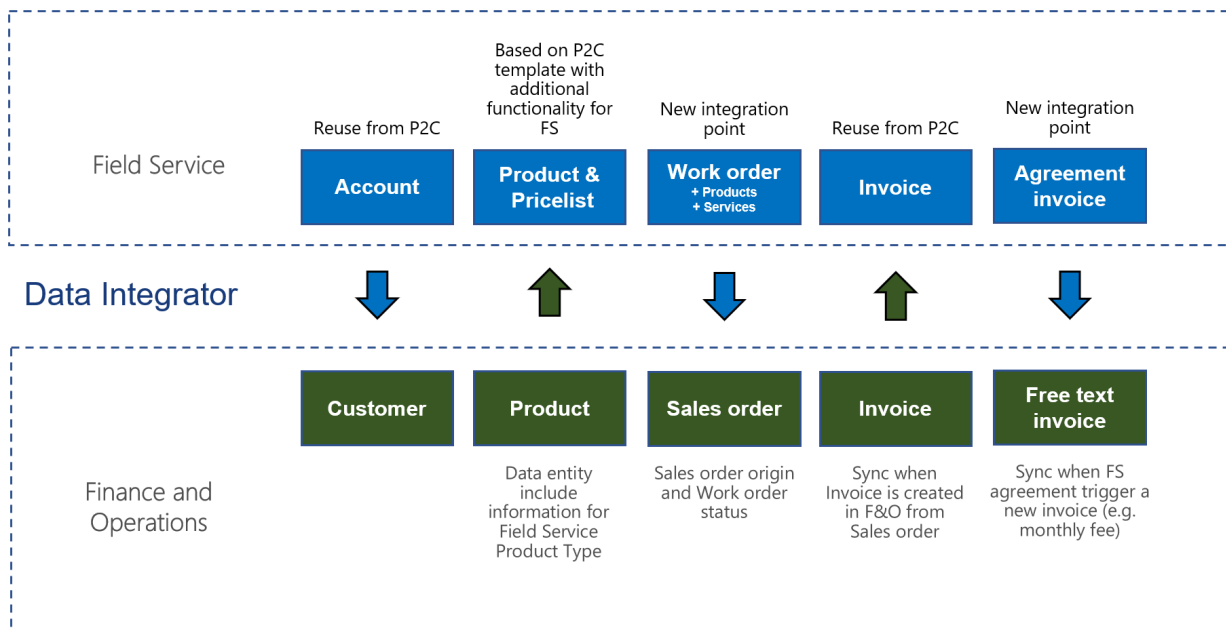 Field Service
Reuse from P2C
Account
Based on P2C
template with
additional
functionality for
FS
Product &
Pricelist
New integration
point
Work order
+ Products
+ Services
Reuse from P2C
Invoice
New integration
point
Agreement
invoice
Data Integrator
Finance and
Operations
Customer
Product
Data entity
include
information for
Field Service
Product Type
Sales order
Sales order origin
and Work order
status
Invoice
Sync when
Invoice is created
in F&O from
Sales order
Free text
invoice
Sync when FS
agreement trigger a
new invoice (e.g.
monthly fee)